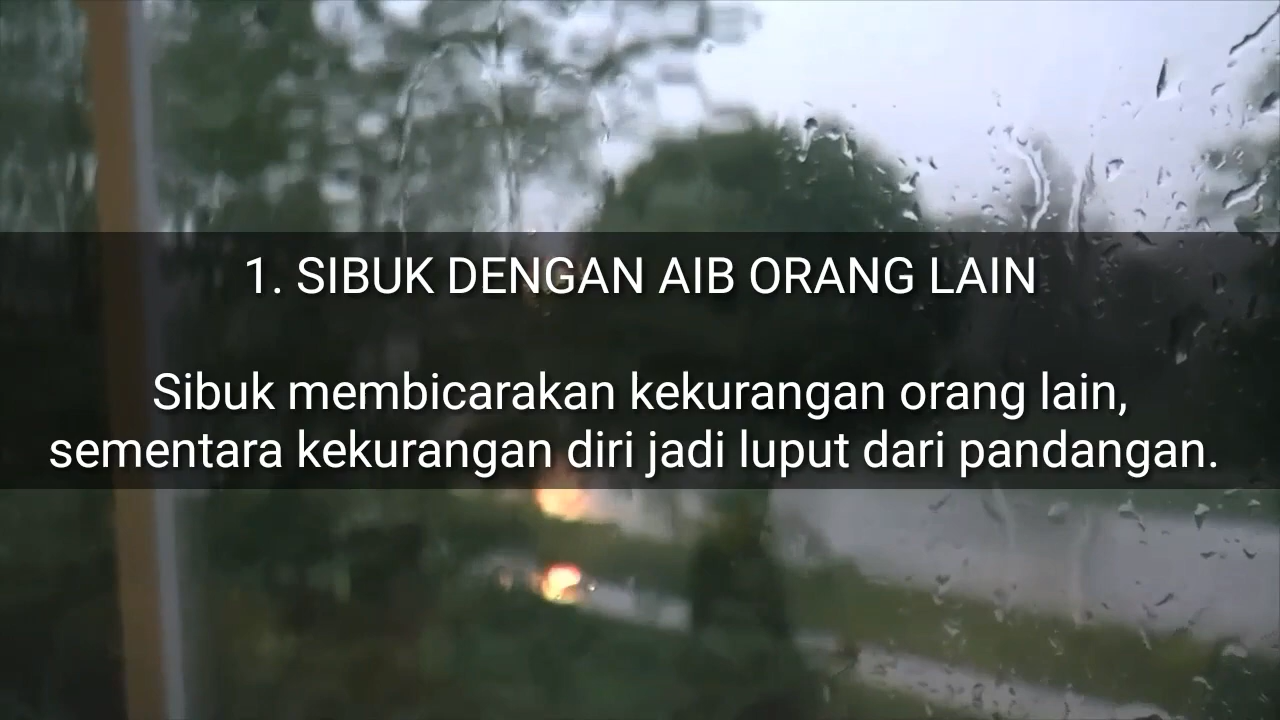 1. SIBUK DENGAN AIB ORANG LAIN
Sibuk membicarakan kekurangan orang lain,
sementara kekurangan diri jadi luput dari pandangan.